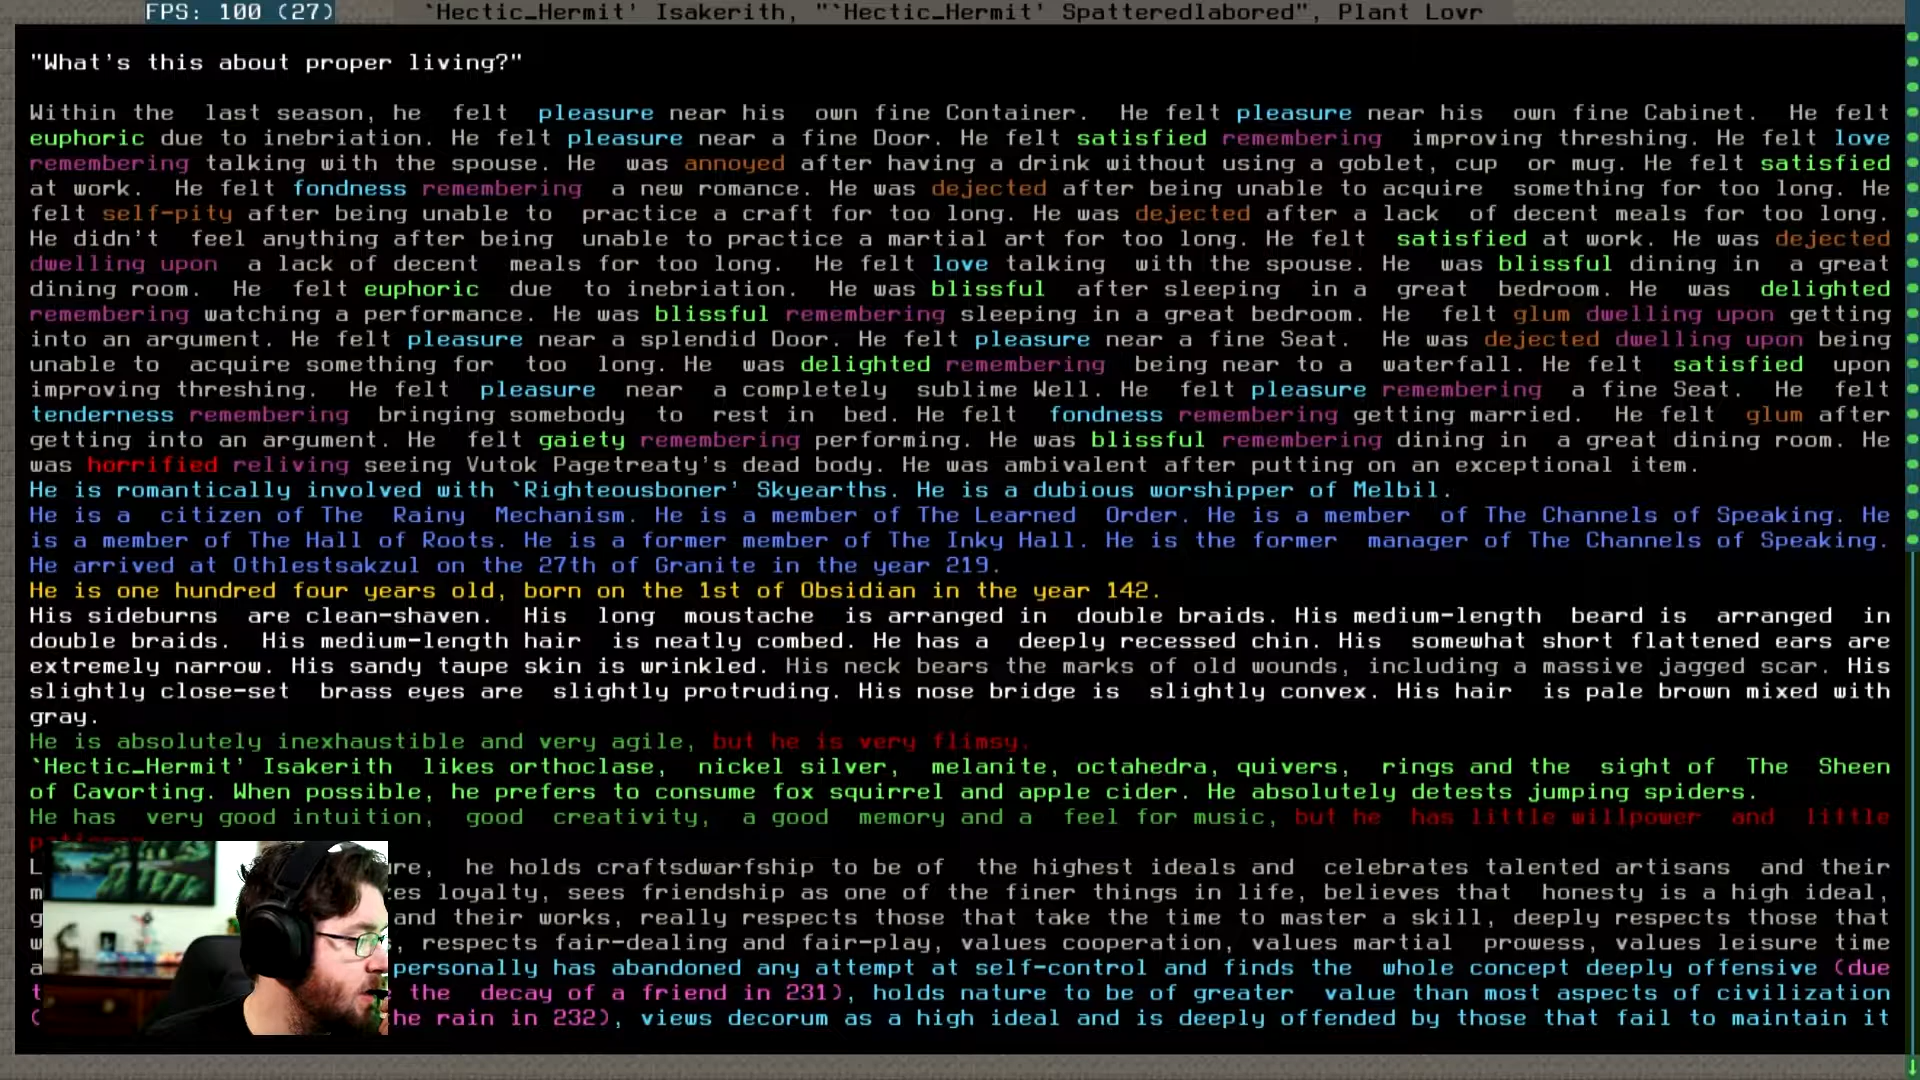 FPS: 100 (27) `Hectic_Hermit' Isakerith, "`Hectic_Hermit' Spatteredlabored", Plant Lovr
"What's this about proper living?"
Within the last season, he felt pleasure near his own fine Container. He felt pleasure near his own fine Cabinet. He felt
euphoric due to inebriation. He felt pleasure near a fine Door. He felt satisfied remembering improving threshing. He felt love
remembering talking with the spouse. He was annoyed after having a drink without using a goblet, cup or mug. He felt satisfied
at work. He felt fondness remembering a new romance. He was dejected after being unable to acquire something for too long. He
felt self-pity after being unable to practice a craft for too long. He was dejected after a lack of decent meals for too long.
He didn't feel anything after being unable to practice a martial art for too long. He felt satisfied at work. He was dejected
dwelling upon a lack of decent meals for too long. He felt love talking with the spouse. He was blissful dining in a great
dining room. He felt euphoric due to inebriation. He was blissful after sleeping in a great bedroom. He was delighted
remembering watching a performance. He was blissful remembering sleeping in a great bedroom. He felt glum dwelling upon getting
into an argument. He felt pleasure near a splendid Door. He felt pleasure near a fine Seat. He was dejected dwelling upon being
unable to acquire something for too long. He was delighted remembering being near to a waterfall. He felt satisfied upon
improving threshing. He felt pleasure near a completely sublime Well. He felt pleasure remembering a fine Seat. He felt
tenderness remembering bringing somebody to rest in bed. He felt fondness remembering getting married. He felt glum after
getting into an argument. He felt gaiety remembering performing. He was blissful remembering dining in a great dining room. He
was horrified reliving seeing Vutok Pagetreaty's dead body. He was ambivalent after putting on an exceptional item.
He is romantically involved with `Righteousboner' Skyearths. He is a dubious worshipper of Melbil.
He is a citizen of The Rainy Mechanism. He is a member of The Learned Order. He is a member of The Channels of Speaking. He
is a member of The Hall of Roots. He is a former member of The Inky Hall. He is the former manager of The Channels of Speaking.
He arrived at Othlestsakzul on the 27th of Granite in the year 219.
He is one hundred four years old, born on the 1st of Obsidian in the year 142.
His sideburns are clean-shaven. His long moustache is arranged in double braids. His medium-length beard is arranged in
double braids. His medium-length hair is neatly combed. He has a deeply recessed chin. His somewhat short flattened ears are
extremely narrow. His sandy taupe skin is wrinkled. His neck bears the marks of old wounds, including a massive jagged scar. His
slightly close-set brass eyes are slightly protruding. His nose bridge is slightly convex. His hair is pale brown mixed with
gray.
He is absolutely inexhaustible and very agile, but he is very flimsy.
`Hectic_Hermit' Isakerith likes orthoclase, nickel silver, melanite, octahedra, quivers, rings and the sight of The Sheen
of Cavorting. When possible, he prefers to consume fox squirrel and apple cider. He absolutely detests jumping spiders.
He has very good intuition, good creativity, a good memory and a feel for music, but he has little willpower and little
he holds craftsdwarfship to be of the highest ideals and celebrates talented artisans and their
loyalty, sees friendship as one of the finer things in life, believes that honesty is a high ideal,
and their works, really respects those that take the time to master a skill, deeply respects those that
respects fair-dealing and fair-play, values cooperation, values martial prowess, values leisure time
personally has abandoned any attempt at self-control and finds the whole concept deeply offensive (due
the decay of a friend in 231), holds nature to be of greater value than most aspects of civilization
rain in 232), views decorum as a high ideal and is deeply offended by those that fail to maintain it